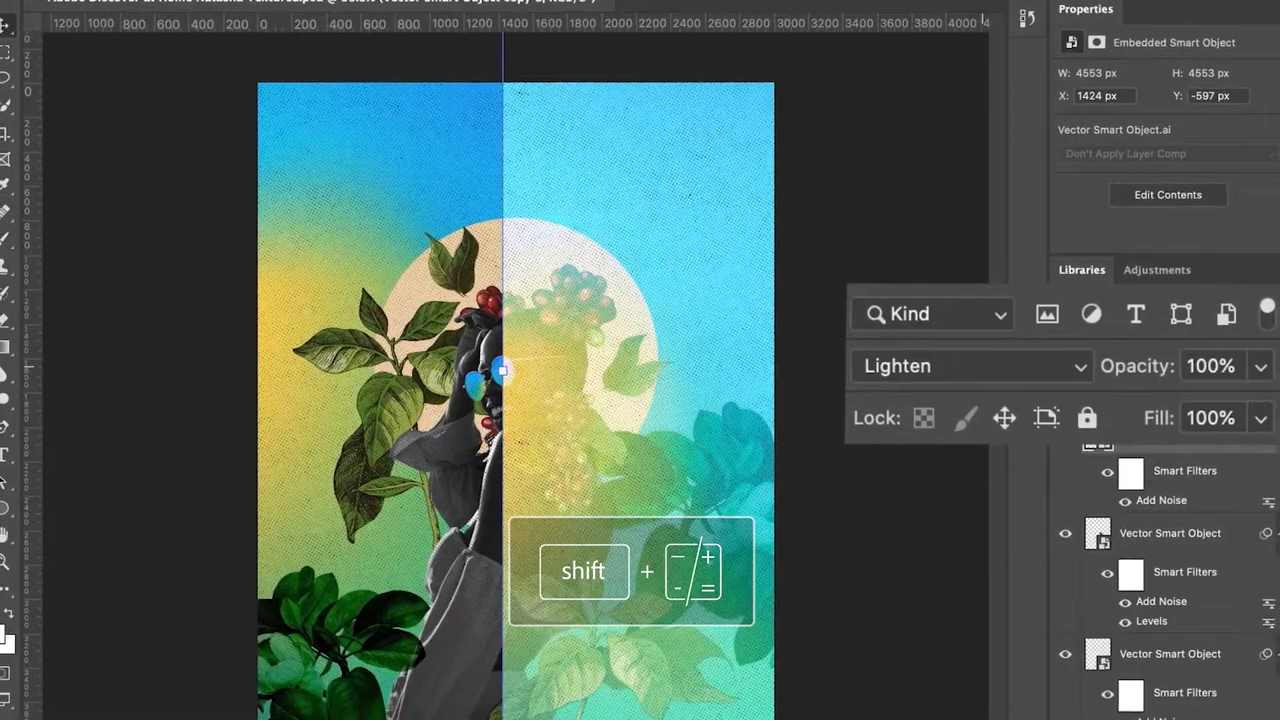 1200 1000 800 600 400 200 0 200 400 600 800 1000 1200 1400 1600 1800 2000 2200 2400 2600 2800 3000 3200 3400 3600 3800 4000 4
Properties
Embedded Smart Object
W: 4553 px H: 4553 px
X: 1424 px Y: -597 px
Vector Smart Object.ai
Don't Apply Layer Comp
Edit Contents
Libraries Adjustments
Kind
Lighten Opacity: 100%
Lock: Fill: 100%
Smart Filters
Add Noise
Vector Smart Object
Smart Filters
Add Noise
Levels
Vector Smart Object
Smart Filters
shift + - / + - =